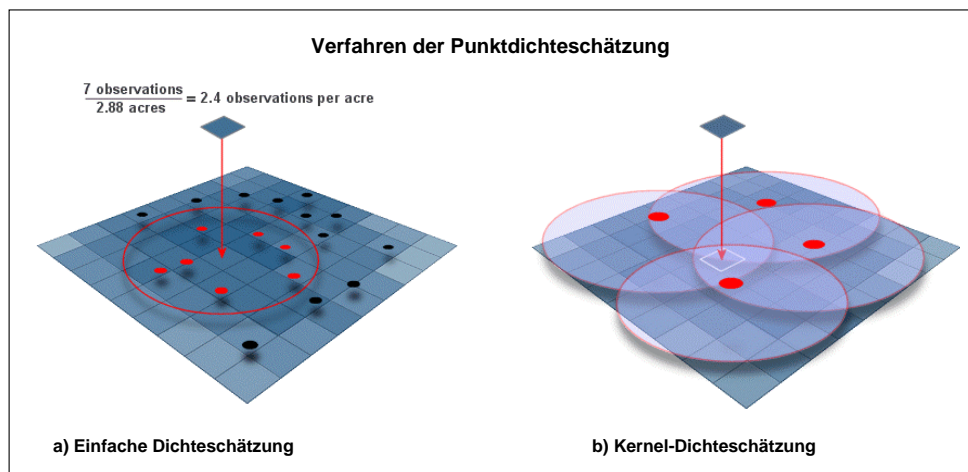 Verfahren der Punktdichteschätzung
7 observations
2.88 acres
= 2.4 observations per acre
a) Einfache Dichteschätzung
b) Kernel-Dichteschätzung